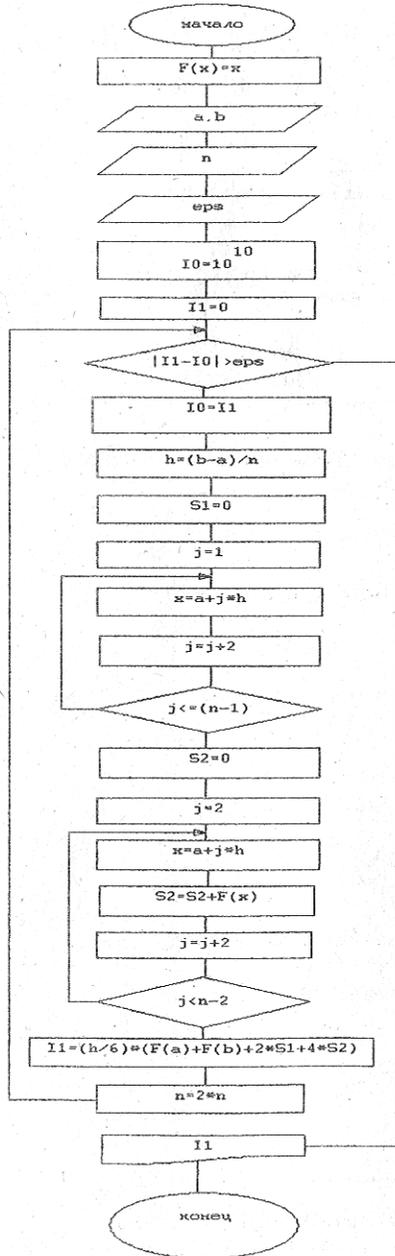 начало
F(x)=x
a,b
n
eps
I0=10^10
I1=0
|I1-I0|>eps
I0=I1
h=(b-a)/n
S1=0
j=1
x=a+j*h
j=j+2
j<=(n-1)
S2=0
j=2
x=a+j*h
S2=S2+F(x)
j=j+2
j<n-2
I1=(h/6)*(F(a)+F(b)+2*S1+4*S2)
n=2*n
I1
конец